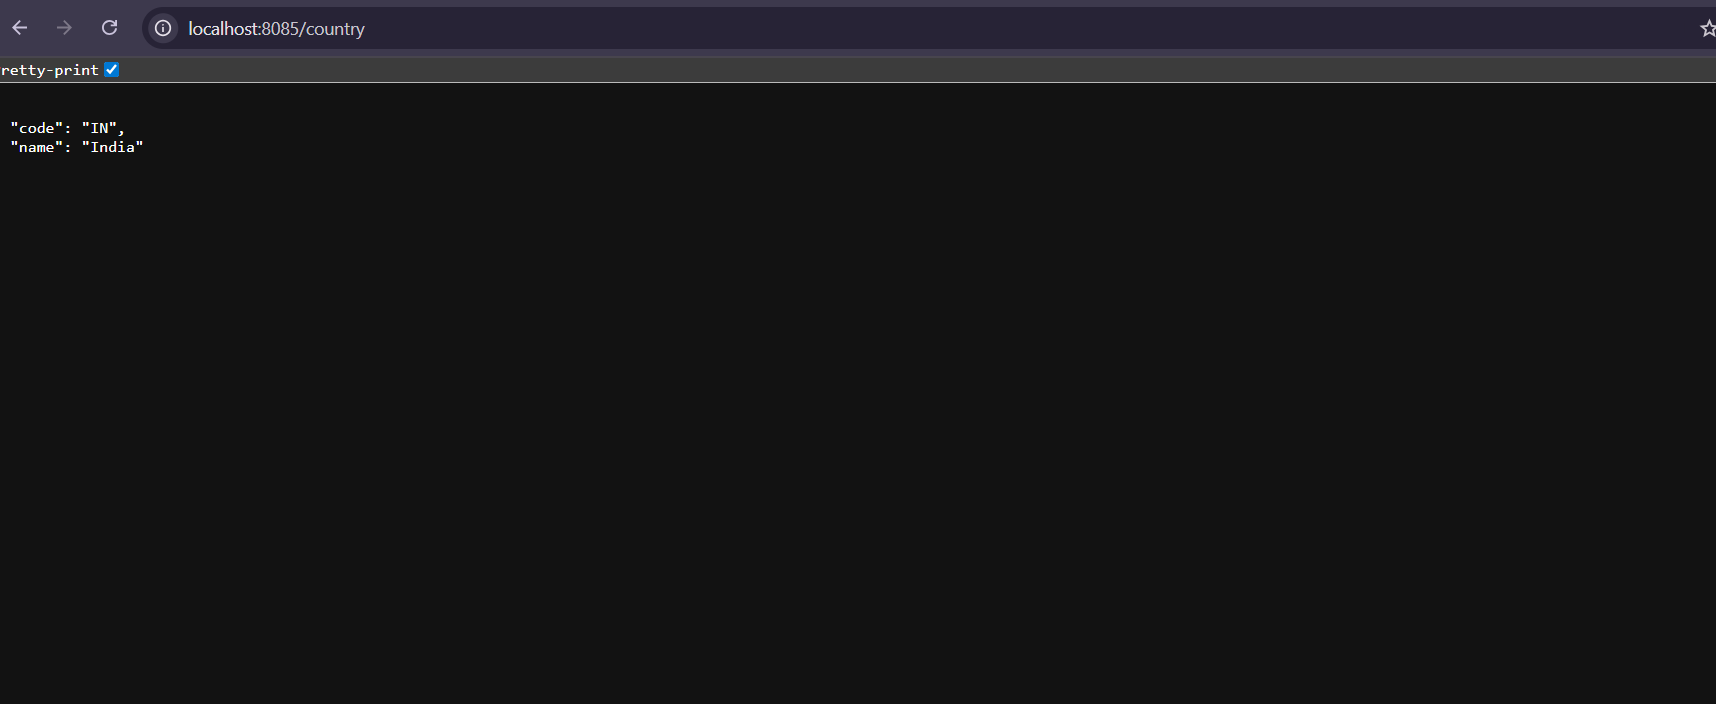 localhost:8085/country
retty-print
"code": "IN",
"name": "India"